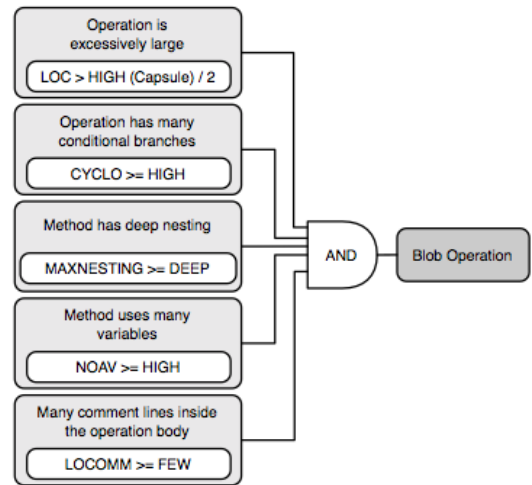 Operation is
excessively large
LOC > HIGH (Capsule) / 2
Operation has many
conditional branches
CYCLO >= HIGH
Method has deep nesting
MAXNESTING >= DEEP
Method uses many
variables
NOAV >= HIGH
Many comment lines inside
the operation body
LOCOMM >= FEW
AND
Blob Operation